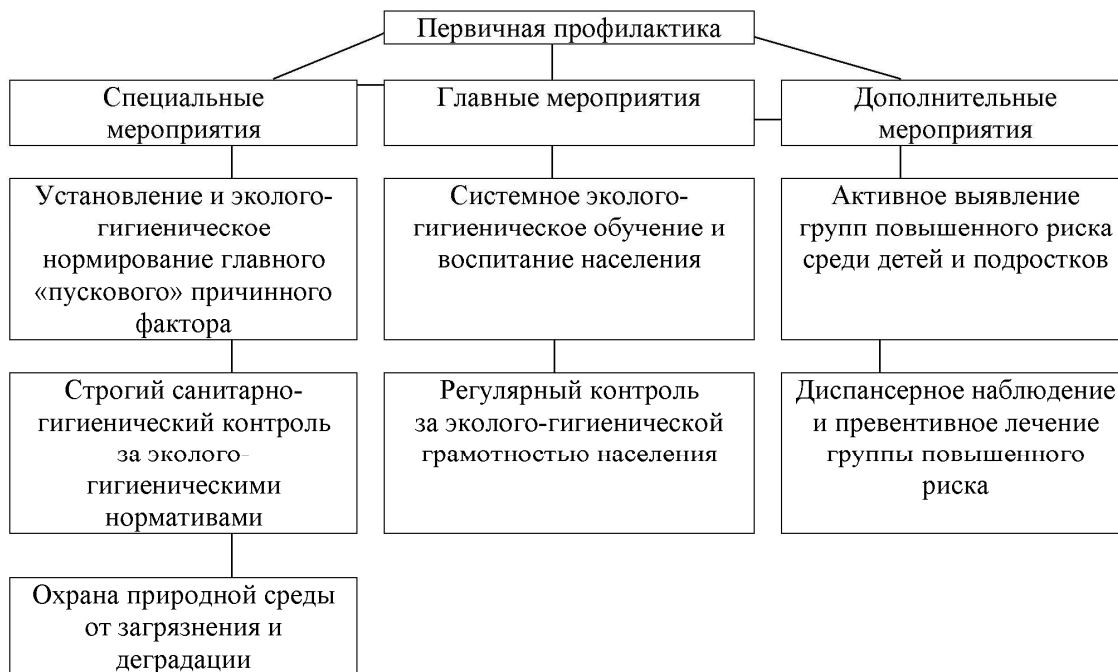 Первичная профилактика
Специальные
мероприятия
Главные мероприятия
Дополнительные
мероприятия
Установление и эколого-
гигиеническое
нормирование главного
«пускового» причинного
фактора
Системное эколого-
гигиеническое обучение и
воспитание населения
Активное выявление
групп повышенного риска
среди детей и подростков
Строгий санитарно-
гигиенический контроль
за эколого-
гигиеническими
нормативами
Регулярный контроль
за эколого-гигиенической
грамотностью населения
Диспансерное наблюдение
и превентивное лечение
группы повышенного
риска
Охрана природной среды
от загрязнения и
деградации